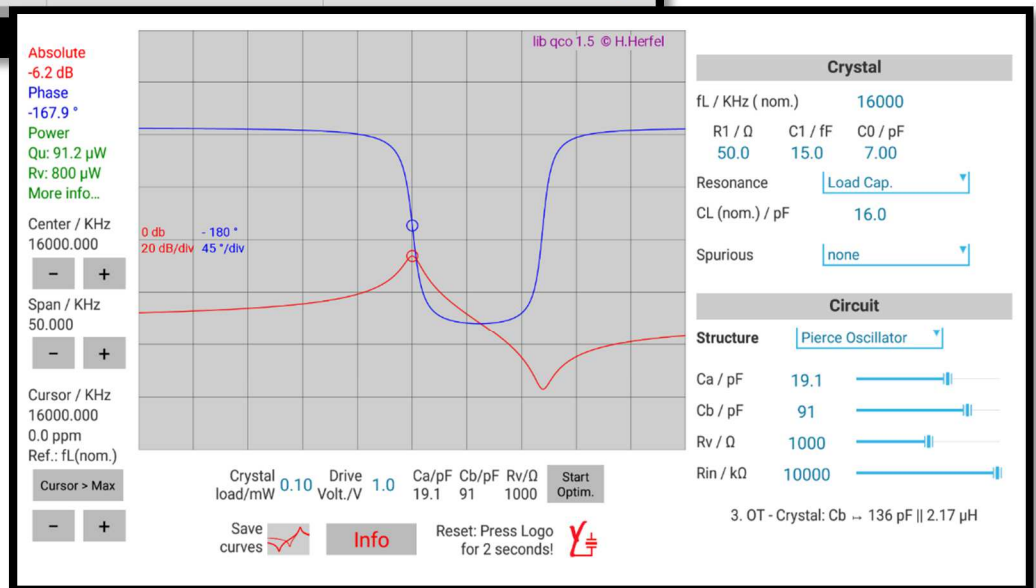 lib qco 1.5 © H.Herfel
Absolute
-6.2 dB
Phase
-167.9 °
Power
Qu: 91.2 µW
Rv: 800 µW
More info...
Center / KHz
16000.000
− +
Span / KHz
50.000
− +
Cursor / KHz
16000.000
0.0 ppm
Ref.: fL(nom.)
Cursor > Max
− +
0 db - 180 °
20 dB/div 45 °/div
Crystal load/mW 0.10 Drive Volt./V 1.0 Ca/pF Cb/pF Rv/Ω
19.1 91 1000
Start
Optim.
Save
curves
Info
Reset: Press Logo
for 2 seconds!
Crystal
fL / KHz ( nom.) 16000
R1 / Ω C1 / fF C0 / pF
50.0 15.0 7.00
Resonance Load Cap.
CL (nom.) / pF 16.0
Spurious none
Circuit
Structure Pierce Oscillator
Ca / pF 19.1
Cb / pF 91
Rv / Ω 1000
Rin / kΩ 10000
3. OT - Crystal: Cb ↔ 136 pF || 2.17 µH